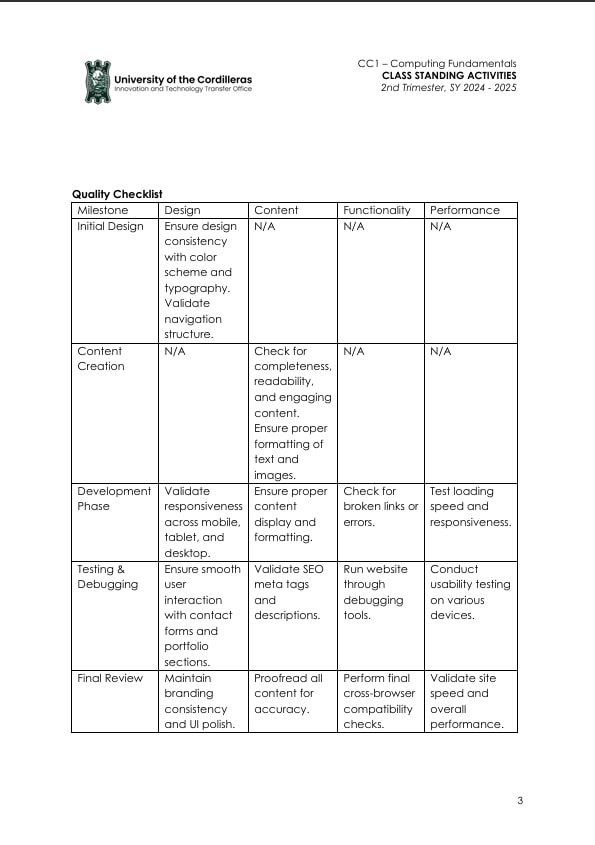 CC1 – Computing Fundamentals
CLASS STANDING ACTIVITIES
2nd Trimester, SY 2024 - 2025
University of the Cordilleras
Innovation and Technology Transfer Office
Quality Checklist
Milestone Design Content Functionality Performance
Initial Design
Ensure design
consistency
with color
scheme and
typography.
Validate
navigation
structure.
N/A
N/A
N/A
Content
Creation
N/A
Check for
completeness,
readability,
and engaging
content.
Ensure proper
formatting of
text and
images.
N/A
N/A
Development
Phase
Validate
responsiveness
across mobile,
tablet, and
desktop.
Ensure proper
content
display and
formatting.
Check for
broken links or
errors.
Test loading
speed and
responsiveness.
Testing &
Debugging
Ensure smooth
user
interaction
with contact
forms and
portfolio
sections.
Validate SEO
meta tags
and
descriptions.
Run website
through
debugging
tools.
Conduct
usability testing
on various
devices.
Final Review
Maintain
branding
consistency
and UI polish.
Proofread all
content for
accuracy.
Perform final
cross-browser
compatibility
checks.
Validate site
speed and
overall
performance.
3